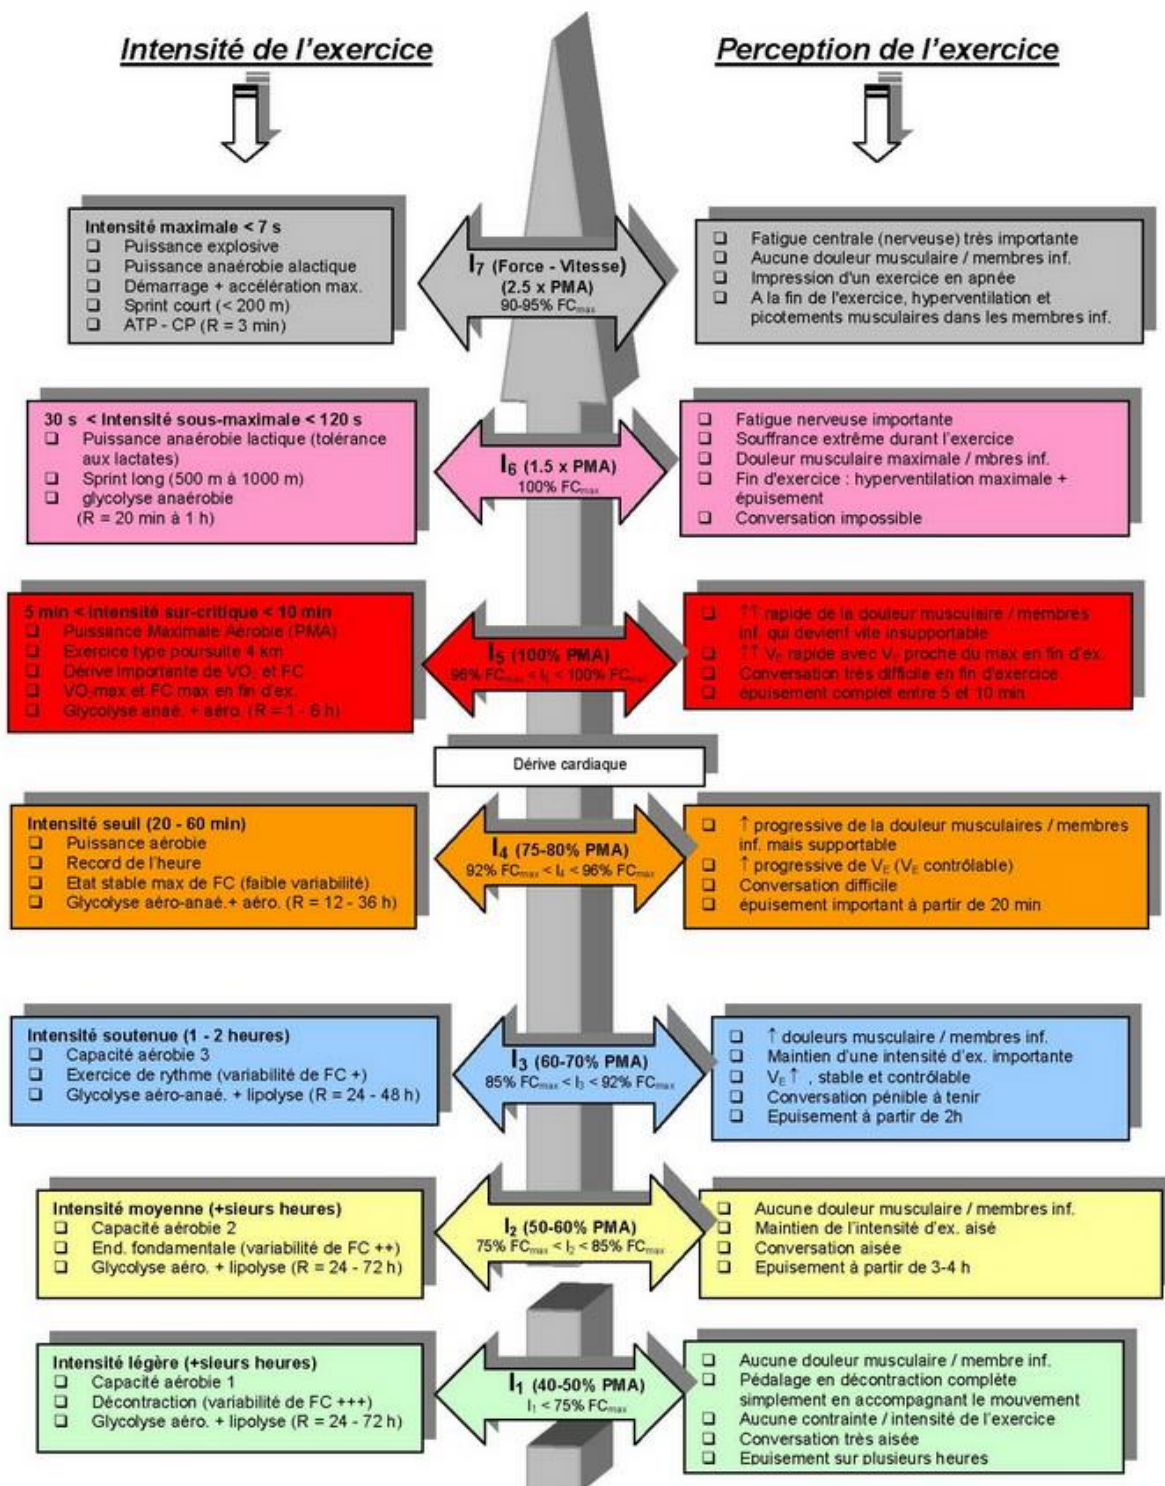 Intensité de l'exercice
Perception de l'exercice
Intensité maximale < 7 s
❑ Puissance explosive
❑ Puissance anaérobie alactique
❑ Démarrage + accélération max.
❑ Sprint court (< 200 m)
❑ ATP - CP (R = 3 min)
I7 (Force - Vitesse)
(2.5 x PMA)
90-95% FCmax
❑ Fatigue centrale (nerveuse) très importante
❑ Aucune douleur musculaire / membres inf.
❑ Impression d'un exercice en apnée
❑ A la fin de l'exercice, hyperventilation et
picotements musculaires dans les membres inf.
30 s < Intensité sous-maximale < 120 s
❑ Puissance anaérobie lactique (tolérance
aux lactates)
❑ Sprint long (500 m à 1000 m)
❑ glycolyse anaérobie
(R = 20 min à 1 h)
I6 (1.5 x PMA)
100% FCmax
❑ Fatigue nerveuse importante
❑ Souffrance extrême durant l'exercice
❑ Douleur musculaire maximale / mbres inf.
❑ Fin d'exercice : hyperventilation maximale +
épuisement
❑ Conversation impossible
5 min < Intensité sur-critique < 10 min
❑ Puissance Maximale Aérobie (PMA)
❑ Exercice type poursuite 4 km
❑ Dérive importante de VO2 et FC
❑ VO2max et FC max en fin d'ex.
❑ Glycolyse anaé. + aéro. (R = 1 - 6 h)
I5 (100% PMA)
96% FCmax < I5 < 100% FCmax
❑ ↑↑ rapide de la douleur musculaire / membres
inf. qui devient vite insupportable
❑ ↑↑ VE rapide avec VE proche du max en fin d'ex.
❑ Conversation très difficile en fin d'exercice
❑ épuisement complet entre 5 et 10 min
Dérive cardiaque
Intensité seuil (20 - 60 min)
❑ Puissance aérobie
❑ Record de l'heure
❑ Etat stable max de FC (faible variabilité)
❑ Glycolyse aéro-anaé.+ aéro. (R = 12 - 36 h)
I4 (75-80% PMA)
92% FCmax < I4 < 96% FCmax
❑ ↑ progressive de la douleur musculaires / membres
inf. mais supportable
❑ ↑ progressive de VE (VE contrôlable)
❑ Conversation difficile
❑ épuisement important à partir de 20 min
Intensité soutenue (1 - 2 heures)
❑ Capacité aérobie 3
❑ Exercice de rythme (variabilité de FC +)
❑ Glycolyse aéro-anaé. + lipolyse (R = 24 - 48 h)
I3 (60-70% PMA)
85% FCmax < I3 < 92% FCmax
❑ ↑ douleurs musculaire / membres inf.
❑ Maintien d'une intensité d'ex. importante
❑ VE ↑ , stable et contrôlable
❑ Conversation pénible à tenir
❑ Epuisement à partir de 2h
Intensité moyenne (+sieurs heures)
❑ Capacité aérobie 2
❑ End. fondamentale (variabilité de FC ++)
❑ Glycolyse aéro. + lipolyse (R = 24 - 72 h)
I2 (50-60% PMA)
75% FCmax < I2 < 85% FCmax
❑ Aucune douleur musculaire / membres inf.
❑ Maintien de l'intensité d'ex. aisé
❑ Conversation aisée
❑ Epuisement à partir de 3-4 h
Intensité légère (+sieurs heures)
❑ Capacité aérobie 1
❑ Décontraction (variabilité de FC +++)
❑ Glycolyse aéro. + lipolyse (R = 24 - 72 h)
I1 (40-50% PMA)
I1 < 75% FCmax
❑ Aucune douleur musculaire / membre inf.
❑ Pédalage en décontraction complète
simplement en accompagnant le mouvement
❑ Aucune contrainte / intensité de l'exercice
❑ Conversation très aisée
❑ Epuisement sur plusieurs heures